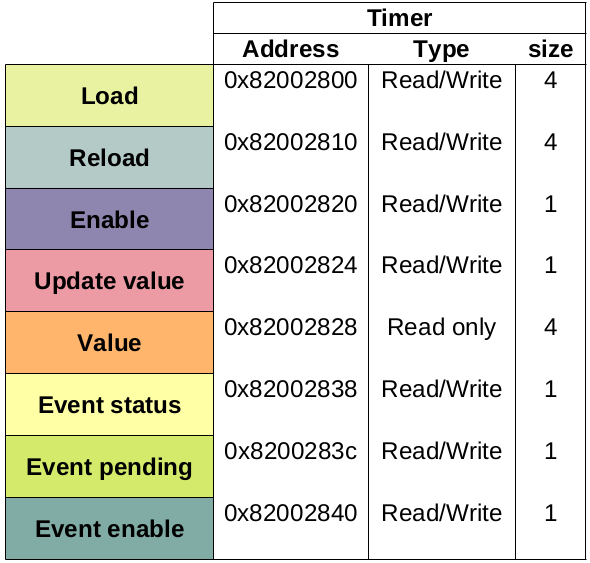 Timer
Address Type size
Load 0x82002800 Read/Write 4
Reload 0x82002810 Read/Write 4
Enable 0x82002820 Read/Write 1
Update value 0x82002824 Read/Write 1
Value 0x82002828 Read only 4
Event status 0x82002838 Read/Write 1
Event pending 0x8200283c Read/Write 1
Event enable 0x82002840 Read/Write 1